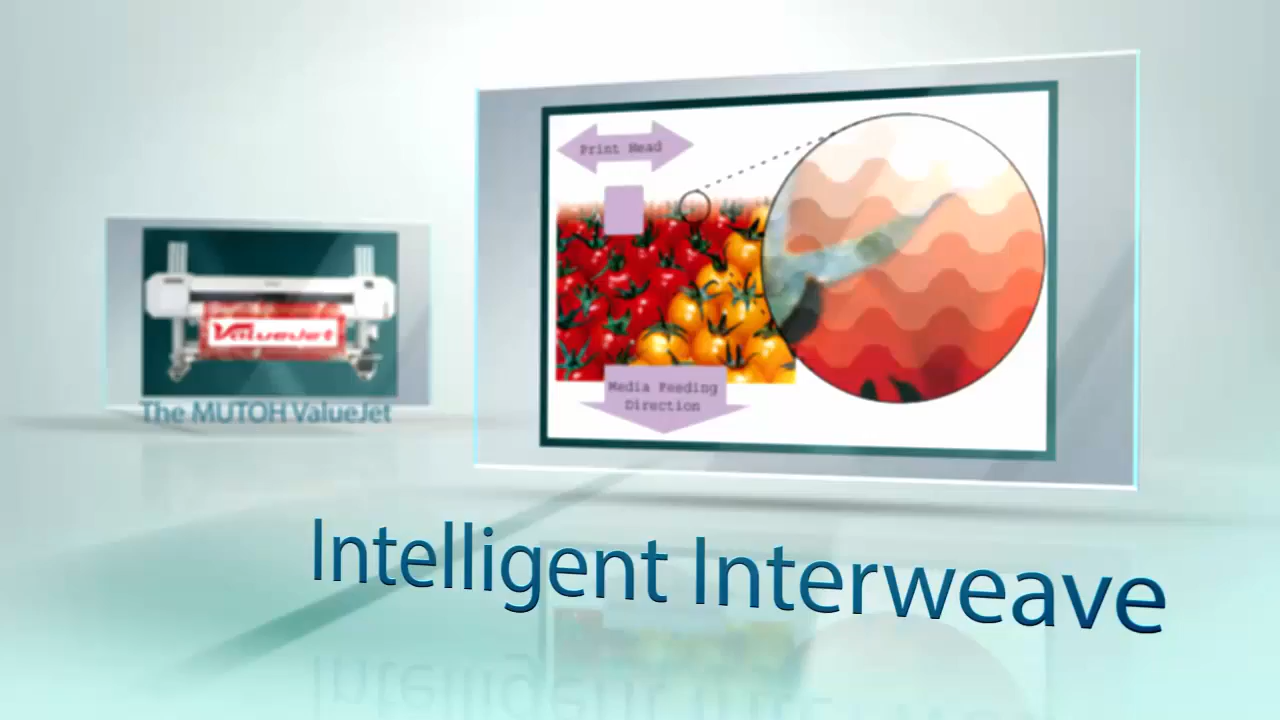 Print Head
Media Feeding
Direction
ValueJet
The MUTOH ValueJet
Intelligent Interweave